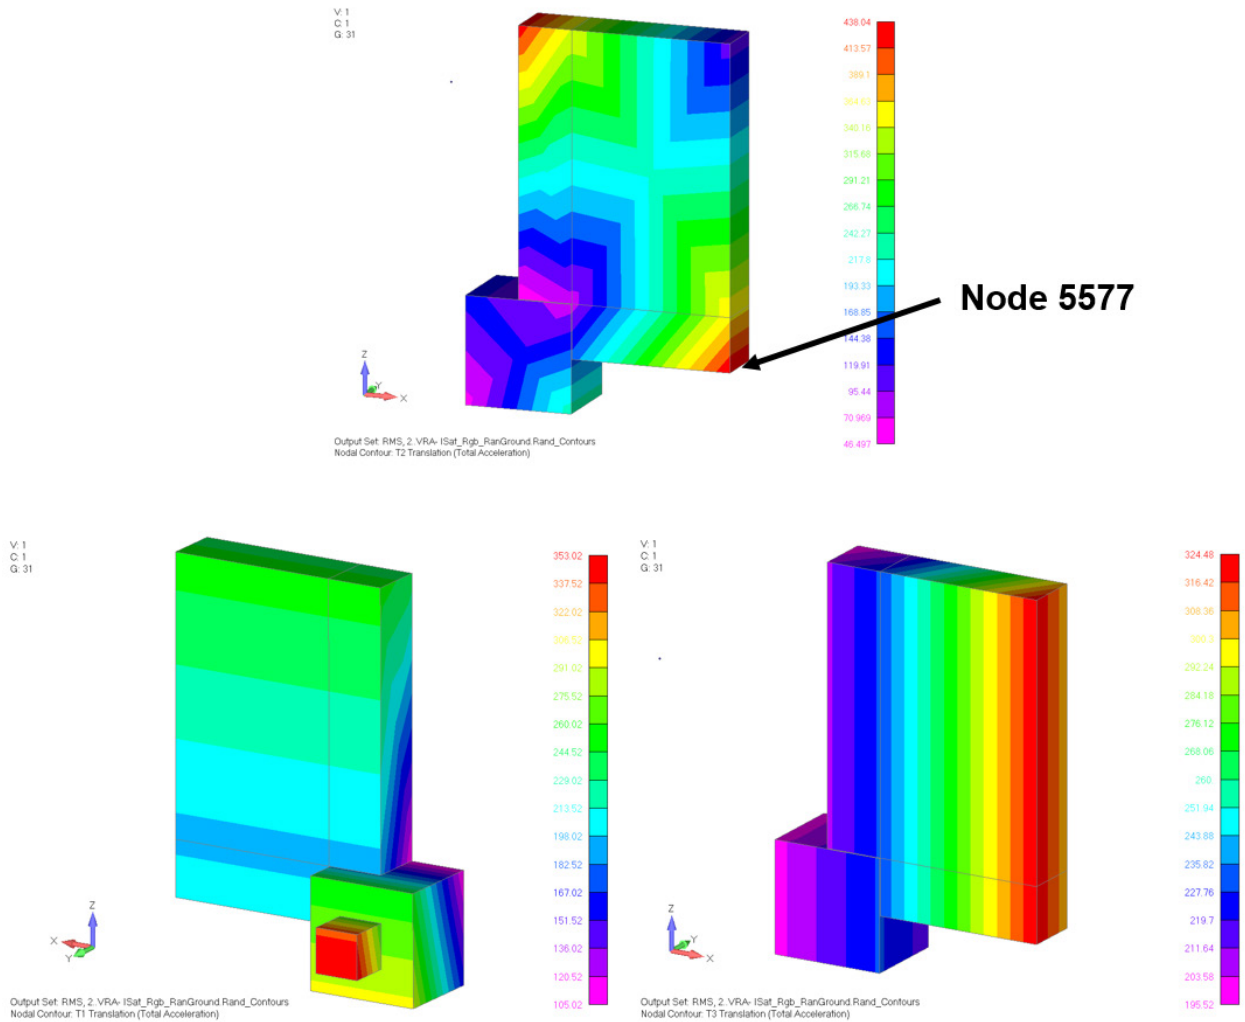 V: 1
C: 1
G: 31
438.04
413.57
389.1
364.63
340.16
315.69
291.21
266.74
242.27
217.8
193.33
168.85
144.38
119.91
95.44
70.969
46.497
Node 5577
Z
Y
X
Output Set: RMS, 2. VRA- ISat_Rgb_RanGround.Rand_Contours
Nodal Contour: T2 Translation (Total Acceleration)
V: 1
C: 1
G: 31
353.02
337.52
322.02
306.52
291.02
275.52
260.02
244.52
229.02
213.52
198.02
182.52
167.02
151.52
136.02
120.52
105.02
Z
X
Y
Output Set: RMS, 2. VRA- ISat_Rgb_RanGround.Rand_Contours
Nodal Contour: T1 Translation (Total Acceleration)
V: 1
C: 1
G: 31
324.48
316.42
308.36
300.3
292.24
284.18
276.12
268.06
260.
251.94
243.88
235.82
227.76
219.7
211.64
203.58
195.52
Z
Y
X
Output Set: RMS, 2. VRA- ISat_Rgb_RanGround.Rand_Contours
Nodal Contour: T3 Translation (Total Acceleration)